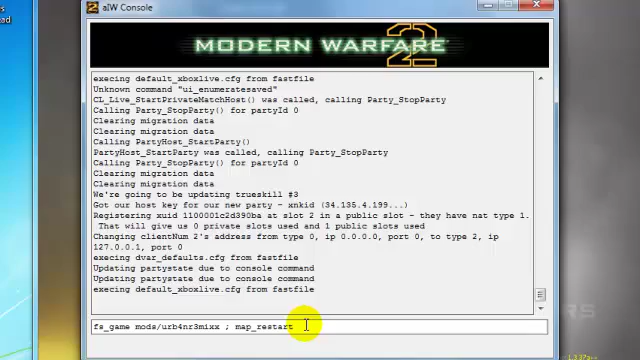 s
ead
aIW Console
MODERN WARFARE
2
execing default_xboxlive.cfg from fastfile
Unknown command "ui_enumeratesaved"
CL_Live_StartPrivateMatchHost() was called, calling Party_StopParty
Calling Party_StopParty() for partyId 0
Clearing migration data
Clearing migration data
Calling PartyHost_StartParty()
PartyHost_StartParty was called, calling Party_StopParty
Calling Party_StopParty() for partyId 0
Clearing migration data
Clearing migration data
We're going to be updating trueskill #3
Got our host key for our new party - xnkid (34.135.4.199...)
Registering xuid 1100001c2d390ba at slot 2 in a public slot - they have nat type 1.
That will give us 0 private slots used and 1 public slots used
Changing clientNum 2's address from type 0, ip 0.0.0.0, port 0, to type 2, ip
127.0.0.1, port 0
execing dvar_defaults.cfg from fastfile
Updating partystate due to console command
Updating partystate due to console command
execing default_xboxlive.cfg from fastfile
fs_game mods/urb4nr3mixx ; map_restart